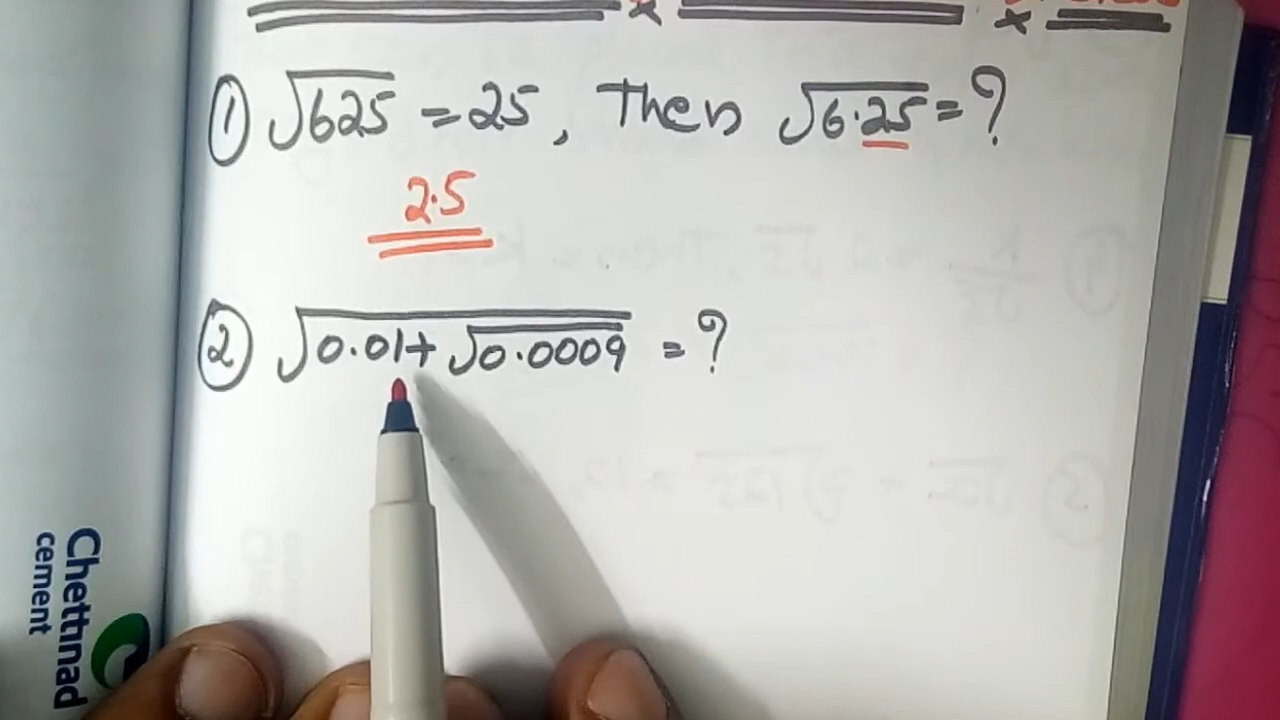 ① √625 = 25, Then √6.25 = ?
2.5
② √0.01+√0.0009 = ?
Chettinad
cement